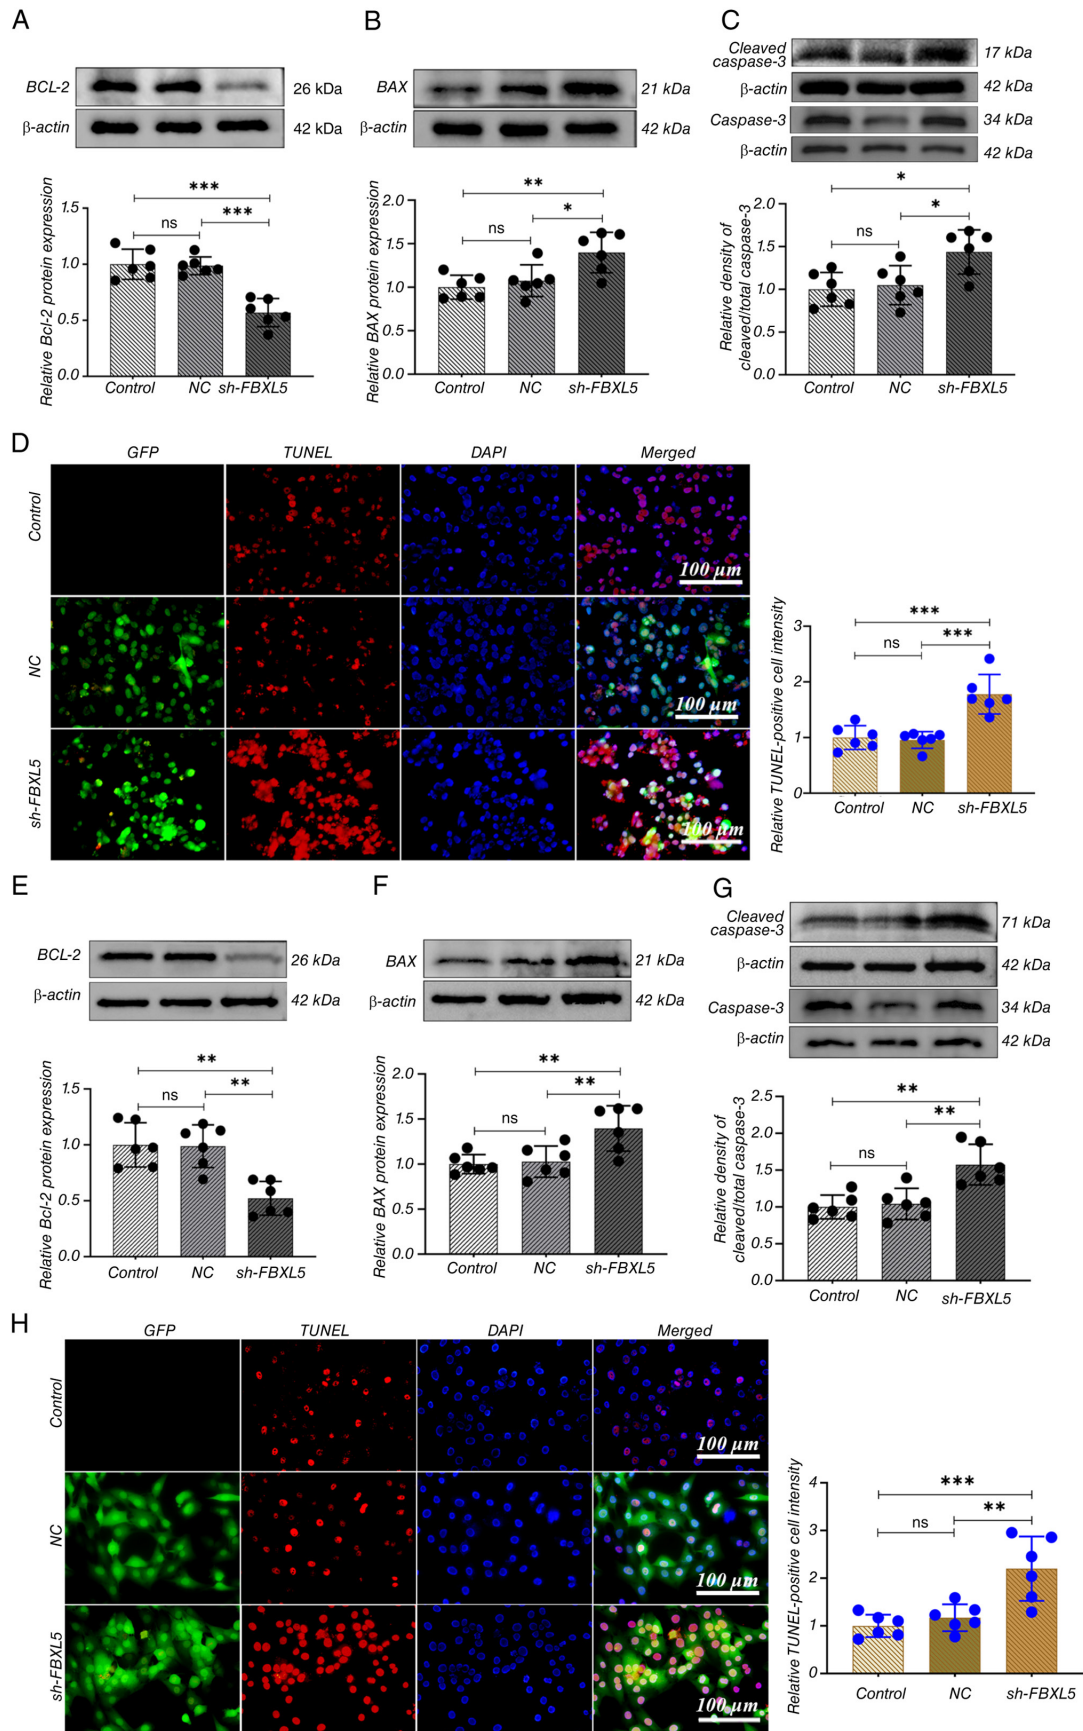 A
BCL-2
26 kDa
β-actin
42 kDa
***
***
ns
Relative Bcl-2 protein expression
1.5
1.0
0.5
0.0
Control
NC
sh-FBXL5
B
BAX
21 kDa
β-actin
42 kDa
**
*
ns
Relative BAX protein expression
2.0
1.5
1.0
0.5
0.0
Control
NC
sh-FBXL5
C
Cleaved
caspase-3
17 kDa
β-actin
42 kDa
Caspase-3
34 kDa
β-actin
42 kDa
*
*
ns
Relative density of
cleaved/total caspase-3
2.0
1.5
1.0
0.5
0.0
Control
NC
sh-FBXL5
D
GFP
TUNEL
DAPI
Merged
Control
100 µm
NC
100 µm
sh-FBXL5
100 µm
***
***
ns
Relative TUNEL-positive cell intensity
3
2
1
0
Control
NC
sh-FBXL5
E
BCL-2
26 kDa
β-actin
42 kDa
**
**
ns
Relative Bcl-2 protein expression
1.5
1.0
0.5
0.0
Control
NC
sh-FBXL5
F
BAX
21 kDa
β-actin
42 kDa
**
**
ns
Relative BAX protein expression
2.0
1.5
1.0
0.5
0.0
Control
NC
sh-FBXL5
G
Cleaved
caspase-3
71 kDa
β-actin
42 kDa
Caspase-3
34 kDa
β-actin
42 kDa
**
**
ns
Relative density of
cleaved/total caspase-3
2.5
2.0
1.5
1.0
0.5
0.0
Control
NC
sh-FBXL5
H
GFP
TUNEL
DAPI
Merged
Control
100 µm
NC
100 µm
sh-FBXL5
100 µm
***
**
ns
Relative TUNEL-positive cell intensity
4
3
2
1
0
Control
NC
sh-FBXL5